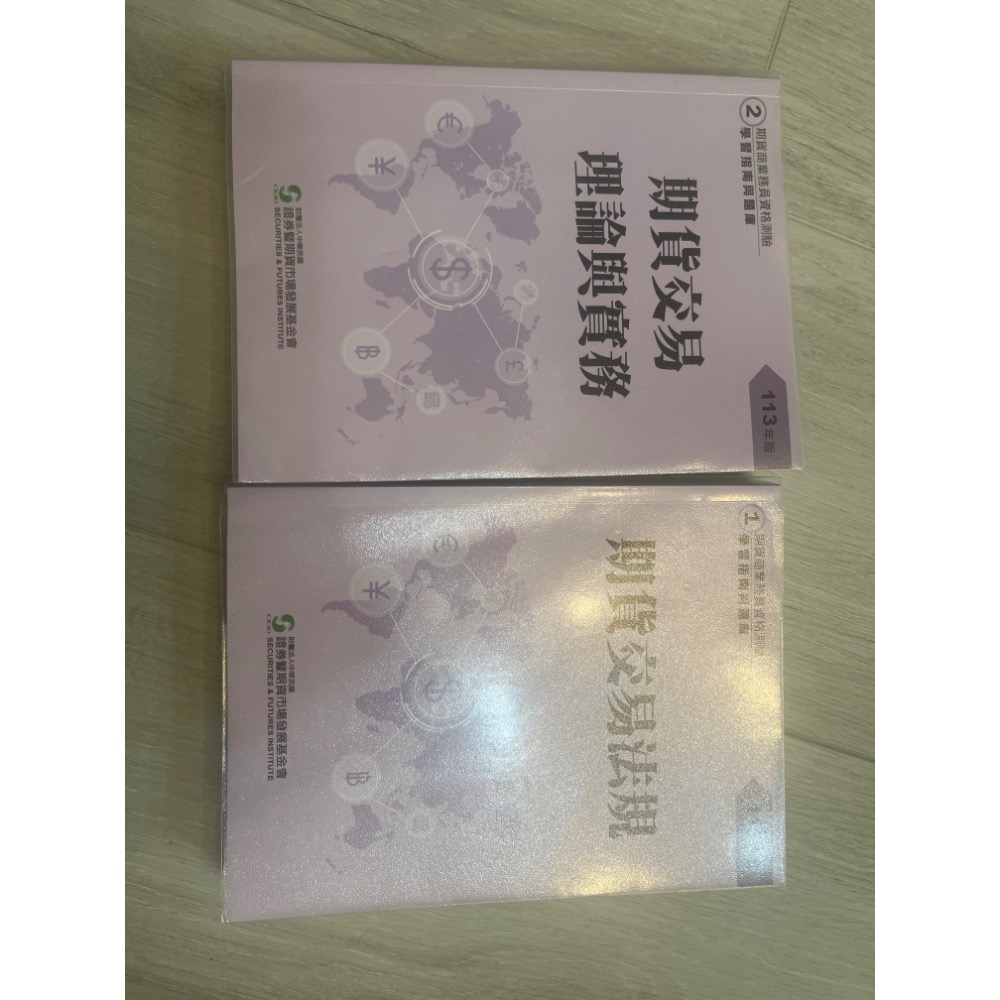 ② 期貨商業務員資格測驗
學習指南與題庫
期貨交易
理論與實務
113年版
財團法人中華民國
證券暨期貨市場發展基金會
SECURITIES & FUTURES INSTITUTE
① 期貨商業務員資格測驗
學習指南與題庫
期貨交易法規
財團法人中華民國
證券暨期貨市場發展基金會
SECURITIES & FUTURES INSTITUTE